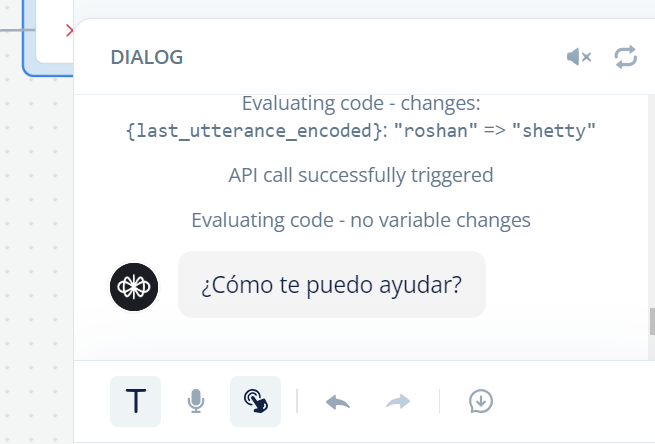 DIALOG
Evaluating code - changes:
{last_utterance_encoded}: "roshan" => "shetty"
API call successfully triggered
Evaluating code - no variable changes
¿Cómo te puedo ayudar?
T